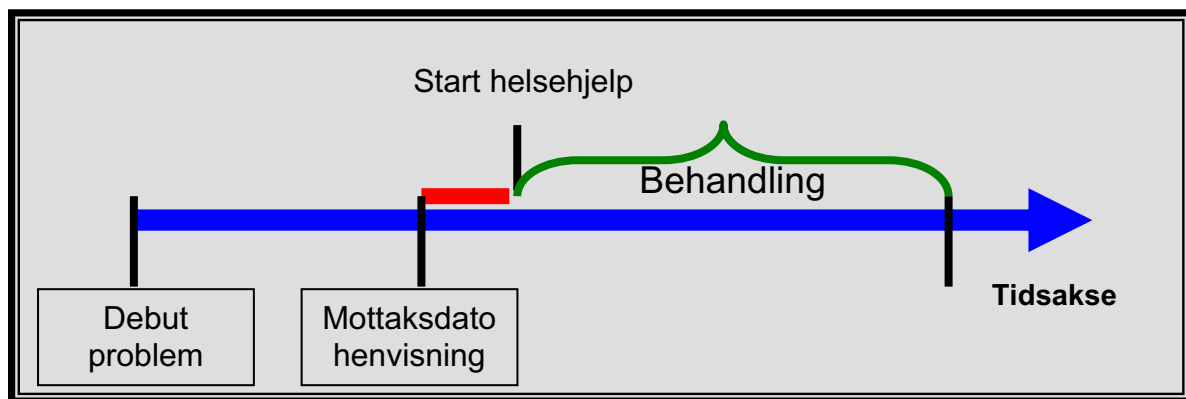 Start helsehjelp
Behandling
Tidsakse
Debut
problem
Mottaksdato
henvisning